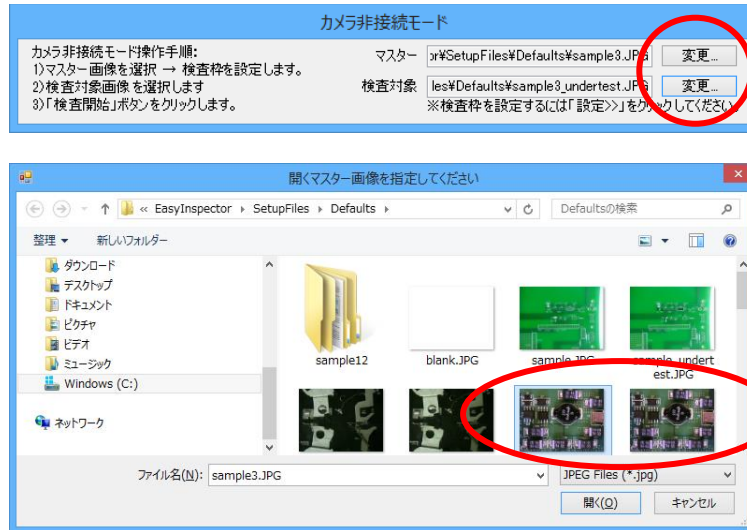 カメラ非接続モード
カメラ非接続モード操作手順:
1)マスター画像を選択 → 検査枠を設定します。
2)検査対象画像を選択します
3)「検査開始」ボタンをクリックします。
マスター or¥SetupFiles¥Defaults¥sample3.JPG 変更...
検査対象 les¥Defaults¥sample3_undertest.JPG 変更...
※検査枠を設定するには「設定>>」をクリックしてください。
開くマスター画像を指定してください
« EasyInspector SetupFiles Defaults Defaultsの検索
整理 新しいフォルダー
ダウンロード
デスクトップ
ドキュメント
ピクチャ
ビデオ
ミュージック
Windows (C:)
ネットワーク
sample12 blank.JPG sample.JPG sample_undert
est.JPG
ファイル名(N): sample3.JPG JPEG Files (*.jpg)
開く(O) キャンセル